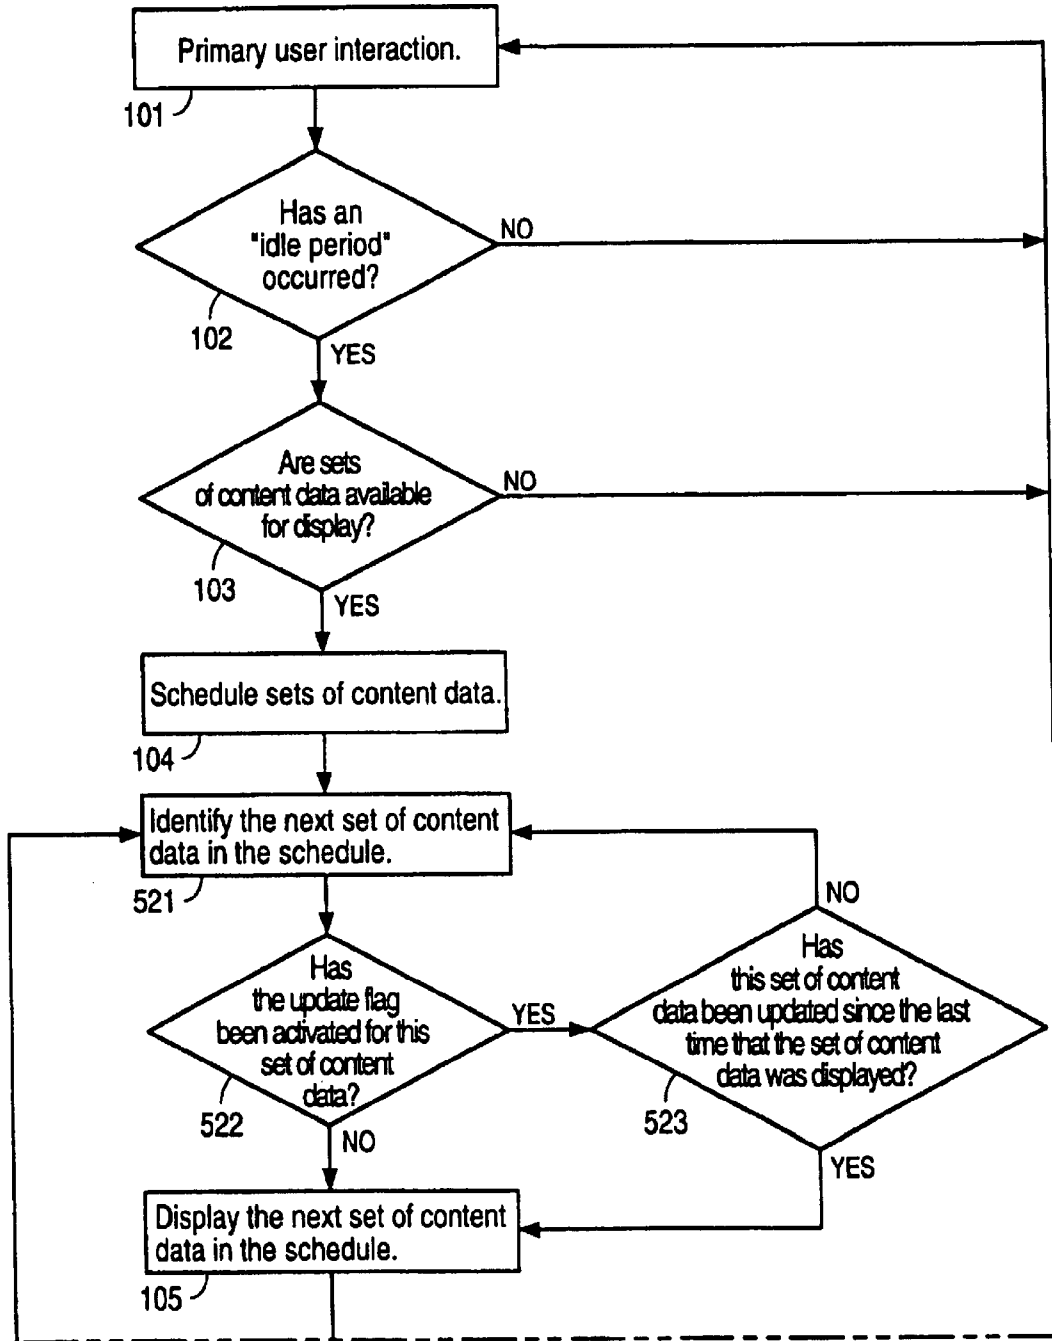 Primary user interaction.
101
Has an
"idle period"
occurred?
NO
102
YES
Are sets
of content data available
for display?
NO
103
YES
Schedule sets of content data.
104
Identify the next set of content
data in the schedule.
521
NO
Has
the update flag
been activated for this
set of content
data?
YES
Has
this set of content
data been updated since the last
time that the set of content
data was displayed?
522
523
NO
YES
Display the next set of content
data in the schedule.
105